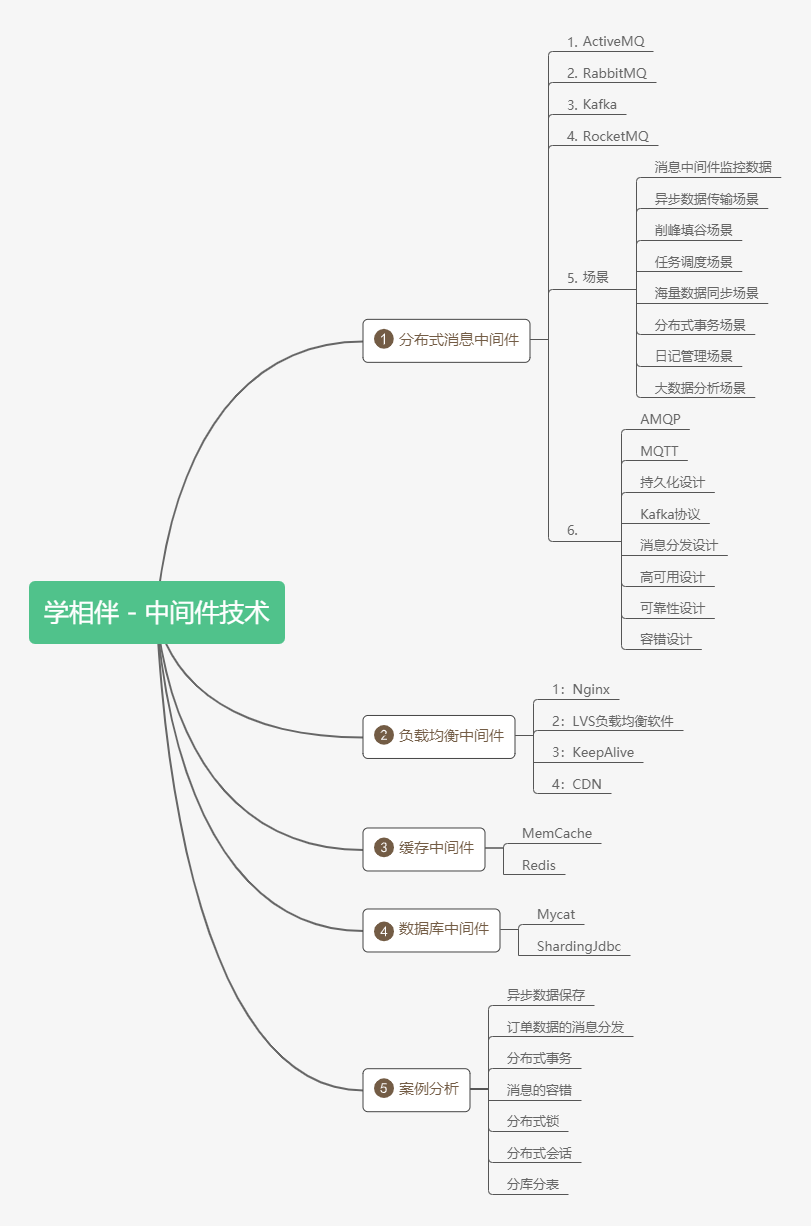 学相伴 - 中间件技术
1 分布式消息中间件
1. ActiveMQ
2. RabbitMQ
3. Kafka
4. RocketMQ
5. 场景
消息中间件监控数据
异步数据传输场景
削峰填谷场景
任务调度场景
海量数据同步场景
分布式事务场景
日记管理场景
大数据分析场景
6.
AMQP
MQTT
持久化设计
Kafka协议
消息分发设计
高可用设计
可靠性设计
容错设计
2 负载均衡中间件
1：Nginx
2：LVS负载均衡软件
3：KeepAlive
4：CDN
3 缓存中间件
MemCache
Redis
4 数据库中间件
Mycat
ShardingJdbc
5 案例分析
异步数据保存
订单数据的消息分发
分布式事务
消息的容错
分布式锁
分布式会话
分库分表